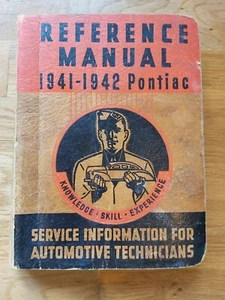 REFERENCE
MANUAL
1941-1942 Pontiac
KNOWLEDGE - SKILL - EXPERIENCE
SERVICE INFORMATION FOR
AUTOMOTIVE TECHNICIANS